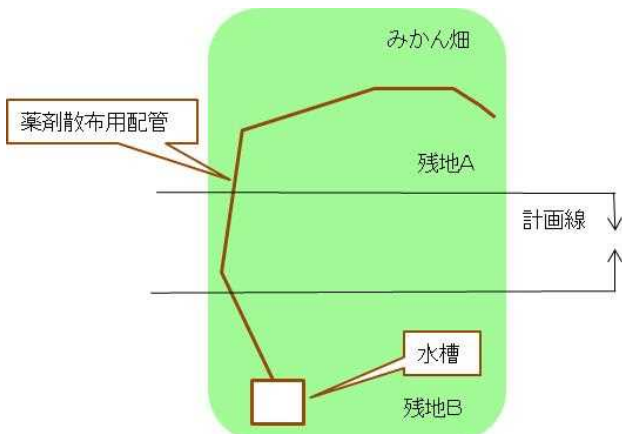 みかん畑
薬剤散布用配管
残地A
計画線
水槽
残地B